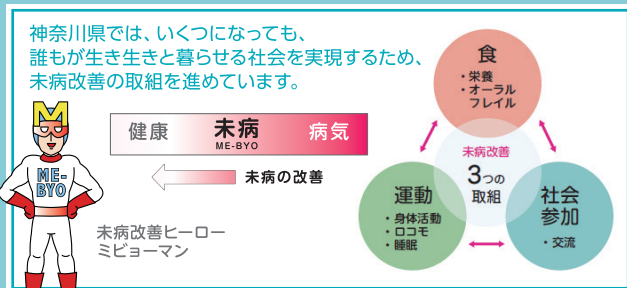 神奈川県では、いくつになっても、
誰もが生き生きと暮らせる社会を実現するため、
未病改善の取組を進めています。
健康 未病 病気
ME-BYO
未病の改善
M
ME-
BYO
未病改善ヒーロー
ミビョーマン
食
・栄養
・オーラル
フレイル
未病改善
3つの
取組
運動
・身体活動
・ロコモ
・睡眠
社会
参加
・交流